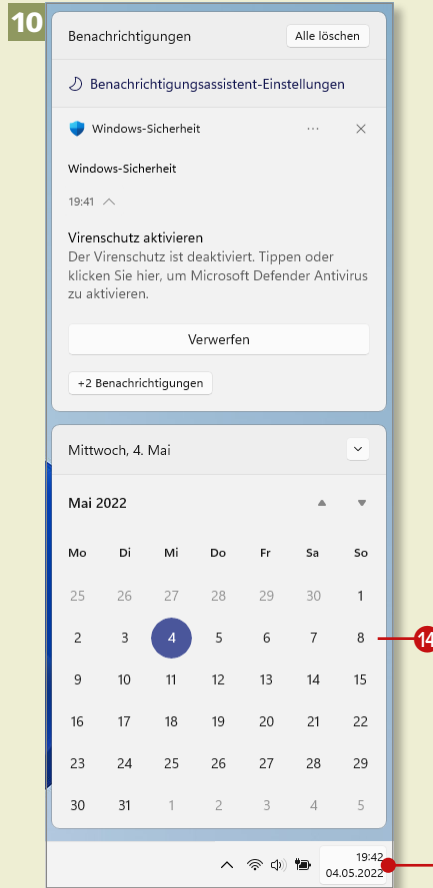 10
Benachrichtigungen
Alle löschen
Benachrichtigungsassistent-Einstellungen
Windows-Sicherheit
Windows-Sicherheit
19:41
Virenschutz aktivieren
Der Virenschutz ist deaktiviert. Tippen oder
klicken Sie hier, um Microsoft Defender Antivirus
zu aktivieren.
Verwerfen
+2 Benachrichtigungen
Mittwoch, 4. Mai
Mai 2022
Mo Di Mi Do Fr Sa So
25 26 27 28 29 30 1
2 3 4 5 6 7 8
14
9 10 11 12 13 14 15
16 17 18 19 20 21 22
23 24 25 26 27 28 29
30 31 1 2 3 4 5
19:42
04.05.2022